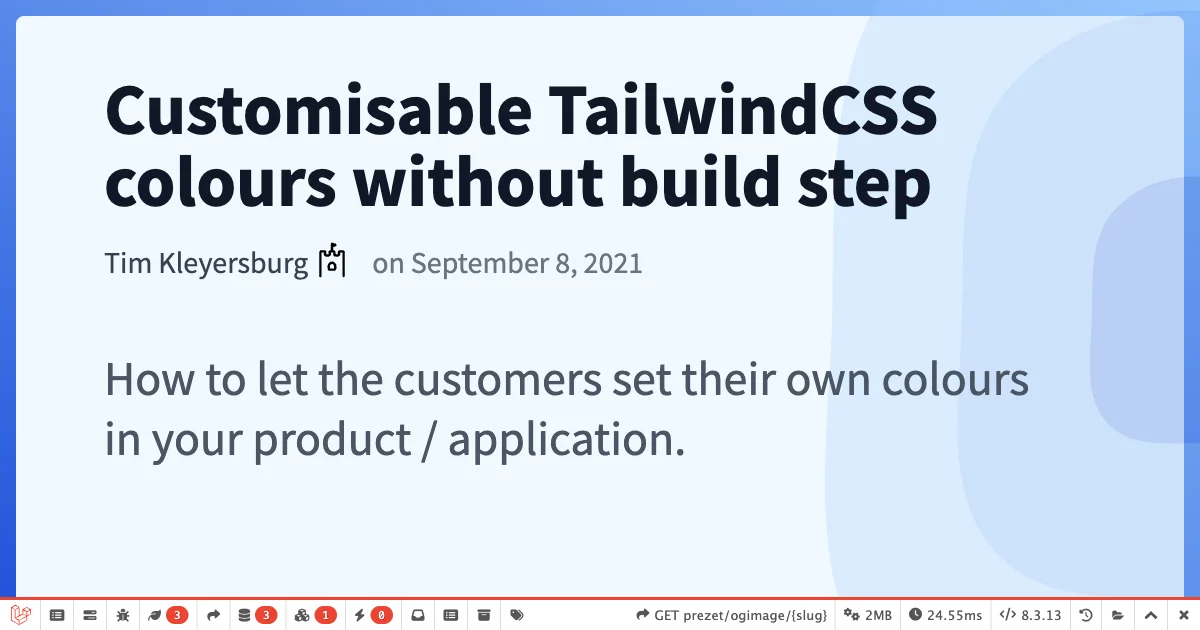 Customisable TailwindCSS
colours without build step
Tim Kleyersburg on September 8, 2021
How to let the customers set their own colours
in your product / application.
3 3 1 0 GET prezet/ogimage/{slug} 2MB 24.55ms 8.3.13